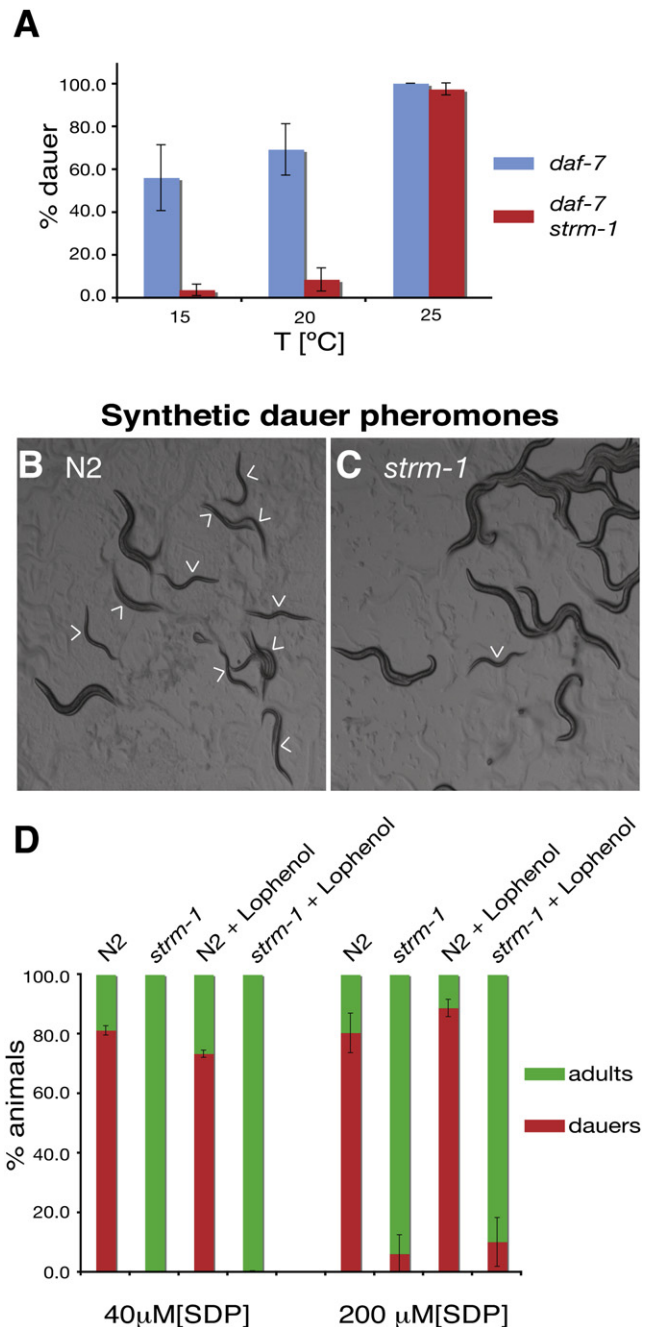 A
100.0
80.0
60.0
40.0
20.0
0.0
% dauer
15
20
25
T [ºC]
daf-7
daf-7
strm-1
Synthetic dauer pheromones
B N2
C strm-1
D
N2
strm-1
N2 + Lophenol
strm-1 + Lophenol
N2
strm-1
N2 + Lophenol
strm-1 + Lophenol
100.0
80.0
60.0
40.0
20.0
0.0
% animals
adults
dauers
40µM[SDP]
200 µM[SDP]